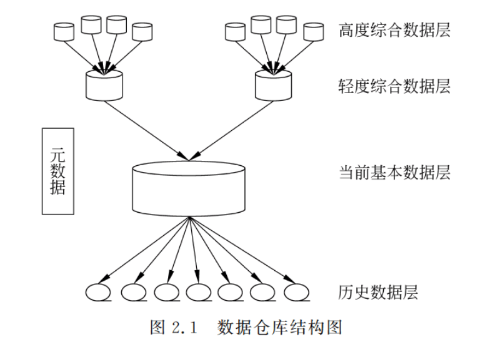 高度综合数据层
轻度综合数据层
元数据
当前基本数据层
历史数据层
图 2.1 数据仓库结构图